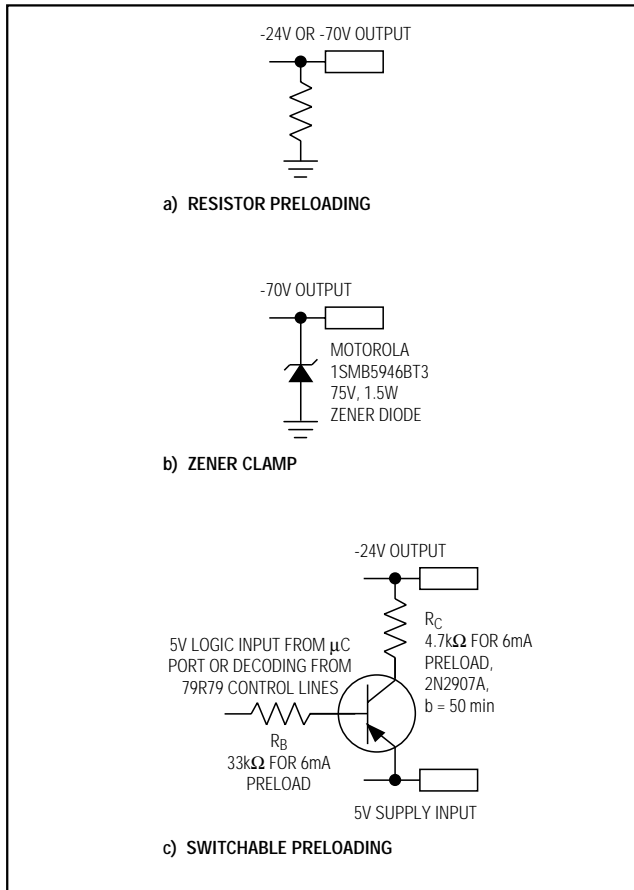 -24V OR -70V OUTPUT
a) RESISTOR PRELOADING
-70V OUTPUT
MOTOROLA
1SMB5946BT3
75V, 1.5W
ZENER DIODE
b) ZENER CLAMP
-24V OUTPUT
5V LOGIC INPUT FROM µC
PORT OR DECODING FROM
79R79 CONTROL LINES
RB
33kΩ FOR 6mA
PRELOAD
RC
4.7kΩ FOR 6mA
PRELOAD,
2N2907A,
b = 50 min
5V SUPPLY INPUT
c) SWITCHABLE PRELOADING